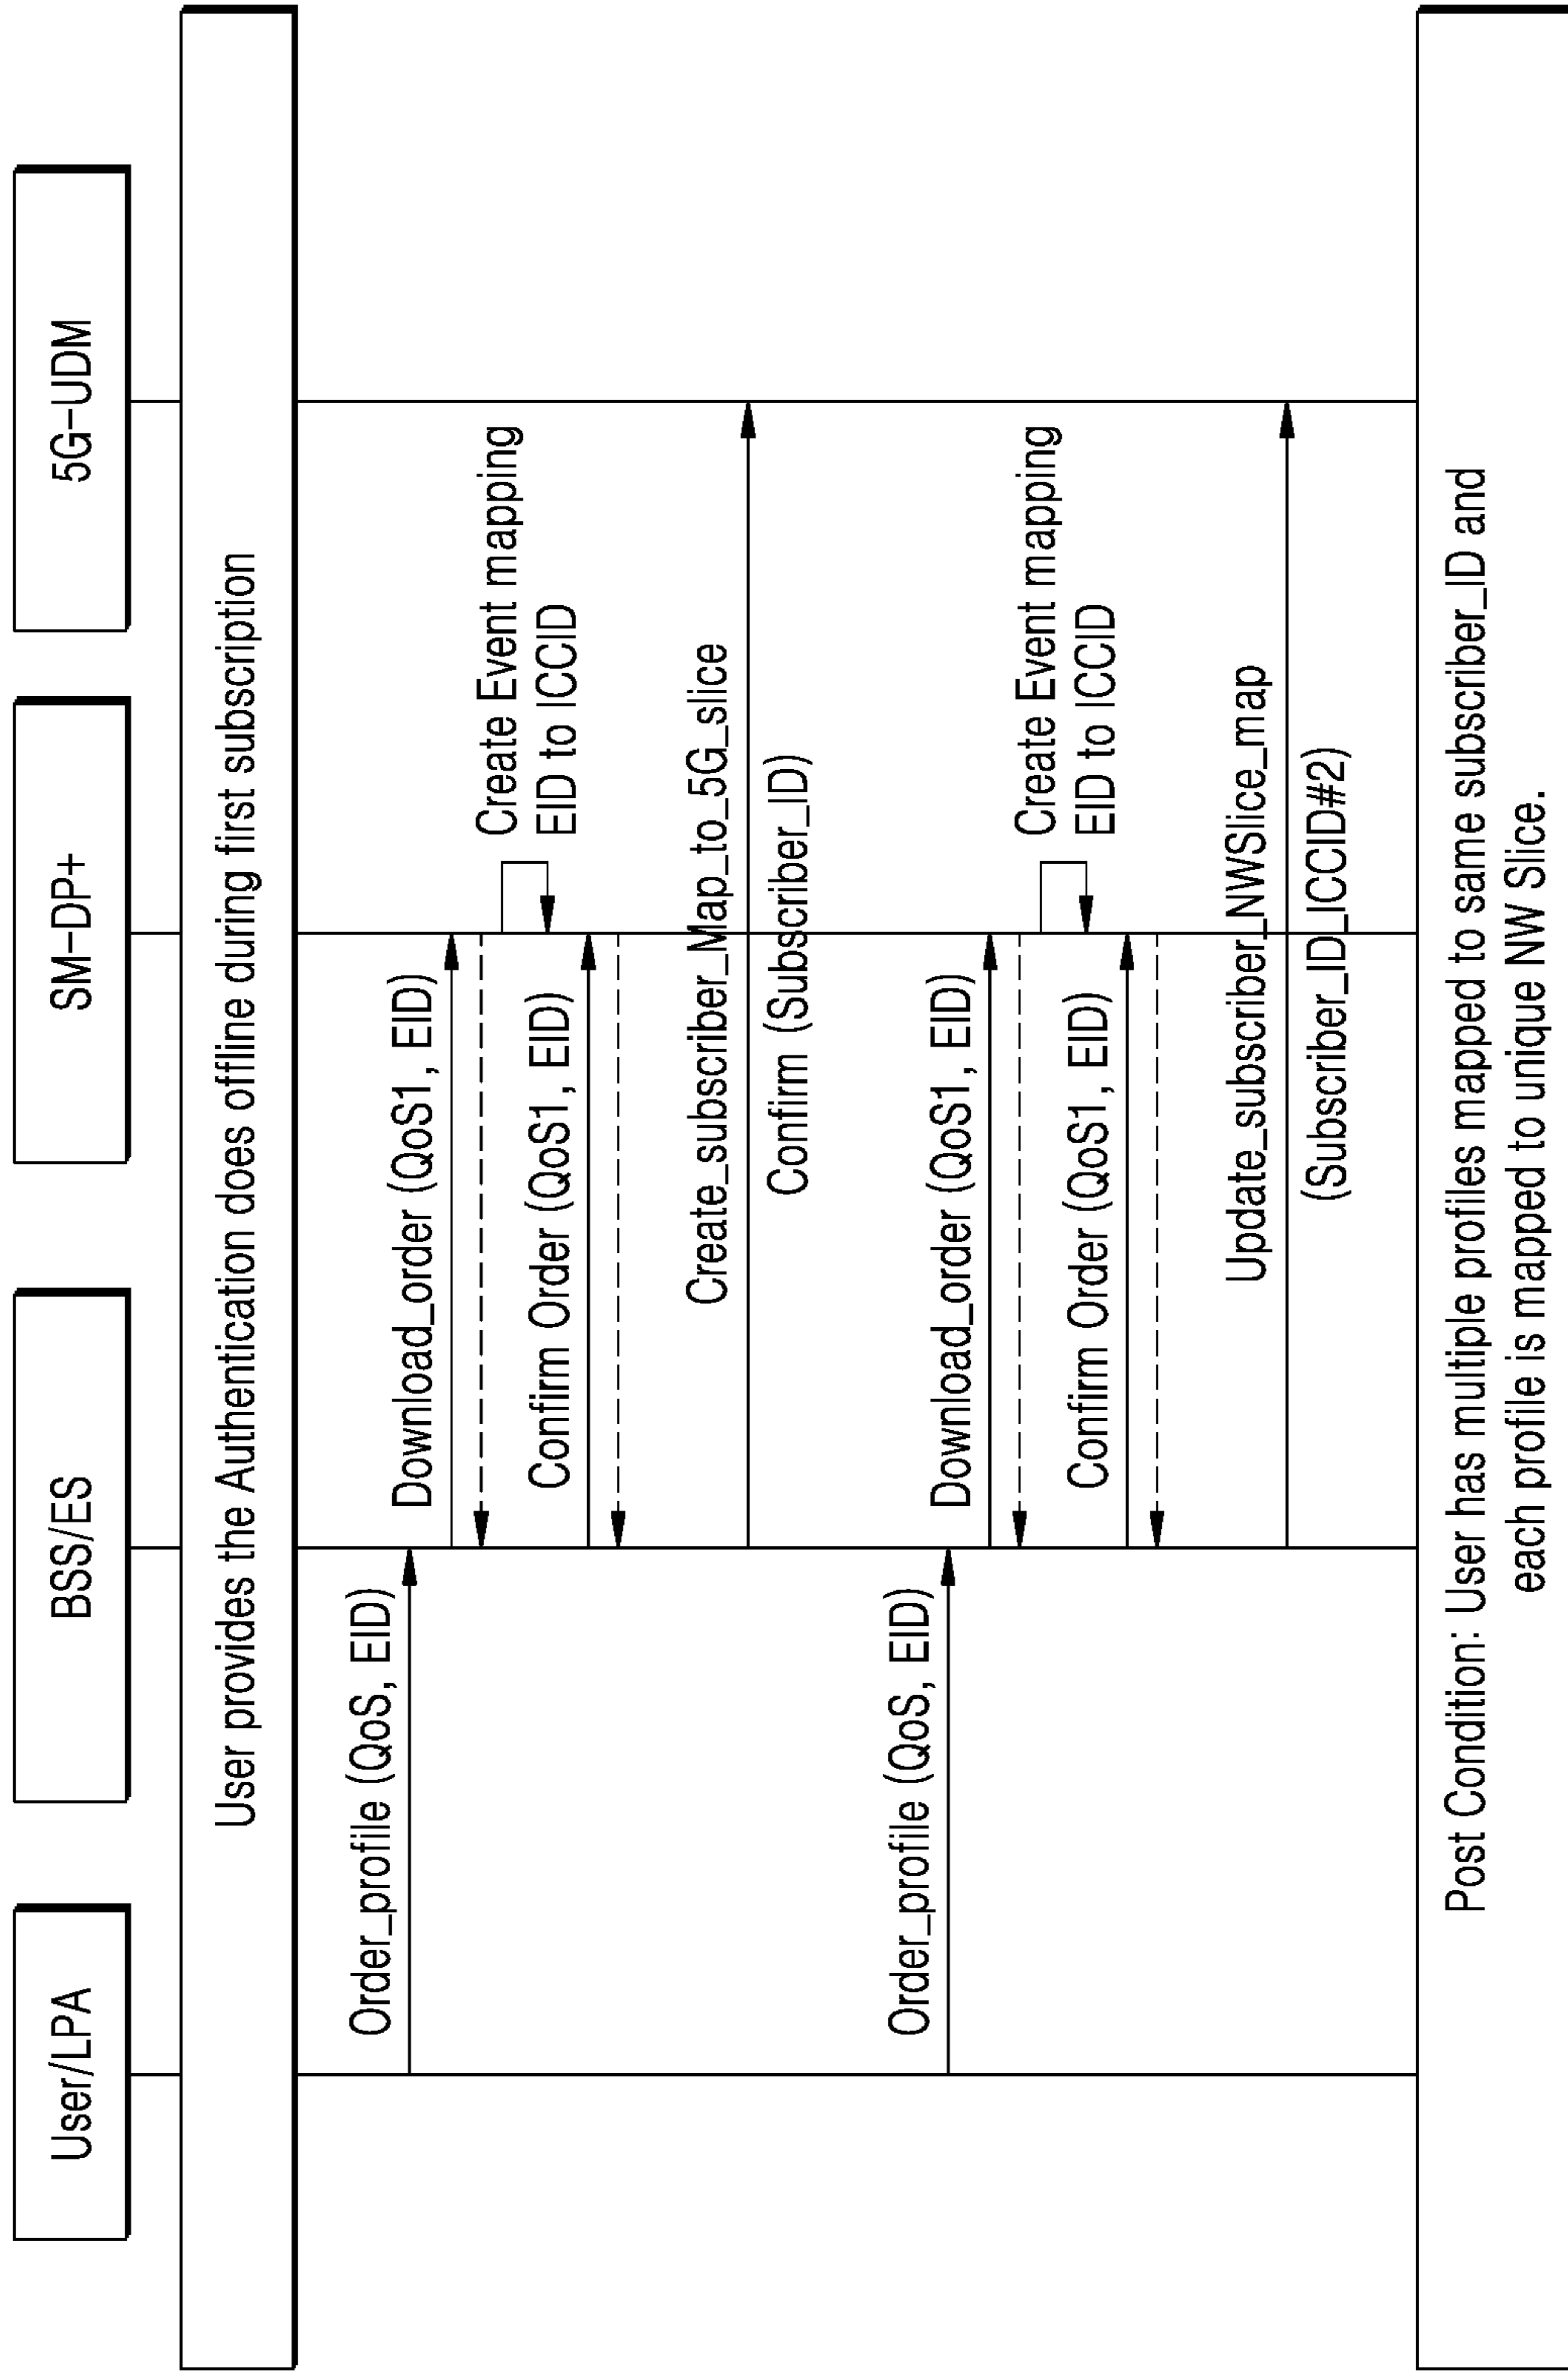 User/LPA
BSS/ES
SM-DP+
5G-UDM
User provides the Authentication does offline during first subscription
Order_profile (QoS, EID)
Download_order (QoS1, EID)
Create Event mapping
EID to ICCID
Confirm Order (QoS1, EID)
Create_subscriber_Map_to_5G_slice
Confirm (Subscriber_ID)
Order_profile (QoS, EID)
Download_order (QoS1, EID)
Create Event mapping
EID to ICCID
Confirm Order (QoS1, EID)
Update_subscriber_NWSlice_map
(Subscriber_ID_ICCID#2)
Post Condition: User has multiple profiles mapped to same subscriber_ID and
each profile is mapped to unique NW Slice.